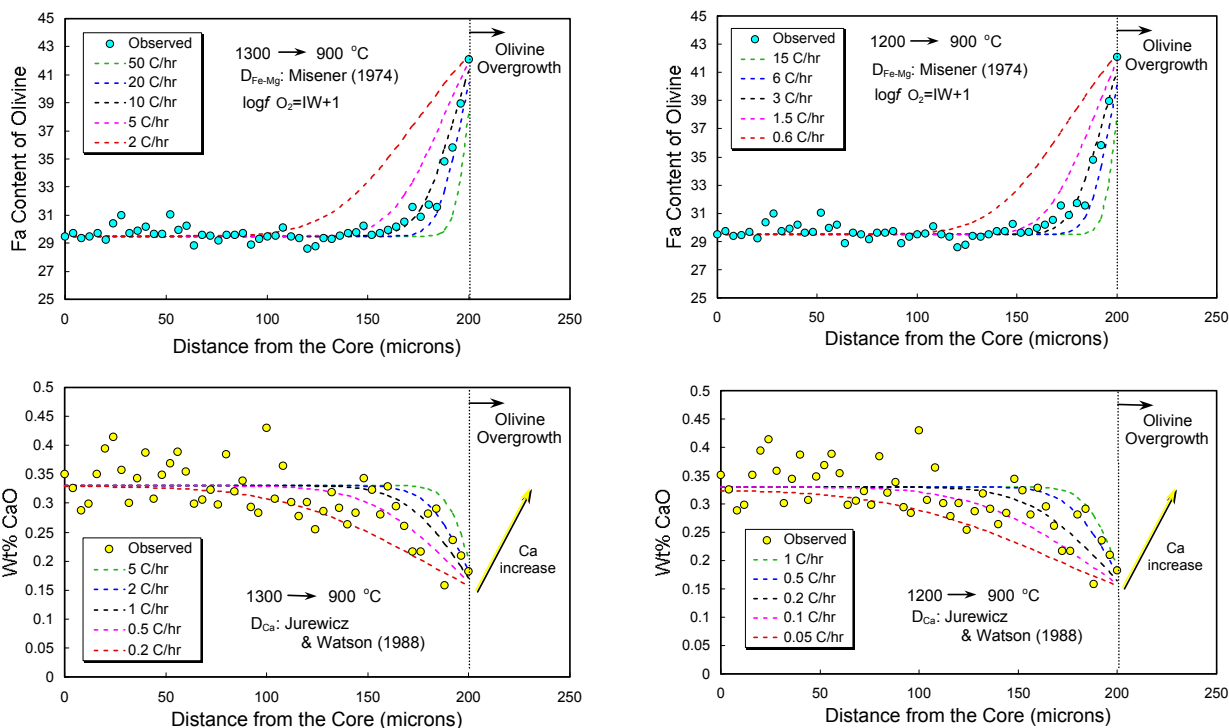 Fa Content of Olivine
45
43
41
39
37
35
33
31
29
27
25
Observed
50 C/hr
20 C/hr
10 C/hr
5 C/hr
2 C/hr
1300 → 900 °C
D Fe-Mg: Misener (1974)
logf O2=IW+1
Olivine
Overgrowth
0 50 100 150 200 250
Distance from the Core (microns)
Fa Content of Olivine
45
43
41
39
37
35
33
31
29
27
25
Observed
15 C/hr
6 C/hr
3 C/hr
1.5 C/hr
0.6 C/hr
1200 → 900 °C
D Fe-Mg: Misener (1974)
logf O2=IW+1
Olivine
Overgrowth
0 50 100 150 200 250
Distance from the Core (microns)
Wt% CaO
0.5
0.45
0.4
0.35
0.3
0.25
0.2
0.15
0.1
0.05
0
Olivine
Overgrowth
Observed
5 C/hr
2 C/hr
1 C/hr
0.5 C/hr
0.2 C/hr
1300 → 900 °C
D Ca: Jurewicz
& Watson (1988)
Ca
increase
0 50 100 150 200 250
Distance from the Core (microns)
Wt% CaO
0.5
0.45
0.4
0.35
0.3
0.25
0.2
0.15
0.1
0.05
0
Olivine
Overgrowth
Observed
1 C/hr
0.5 C/hr
0.2 C/hr
0.1 C/hr
0.05 C/hr
1200 → 900 °C
D Ca: Jurewicz
& Watson (1988)
Ca
increase
0 50 100 150 200 250
Distance from the Core (microns)